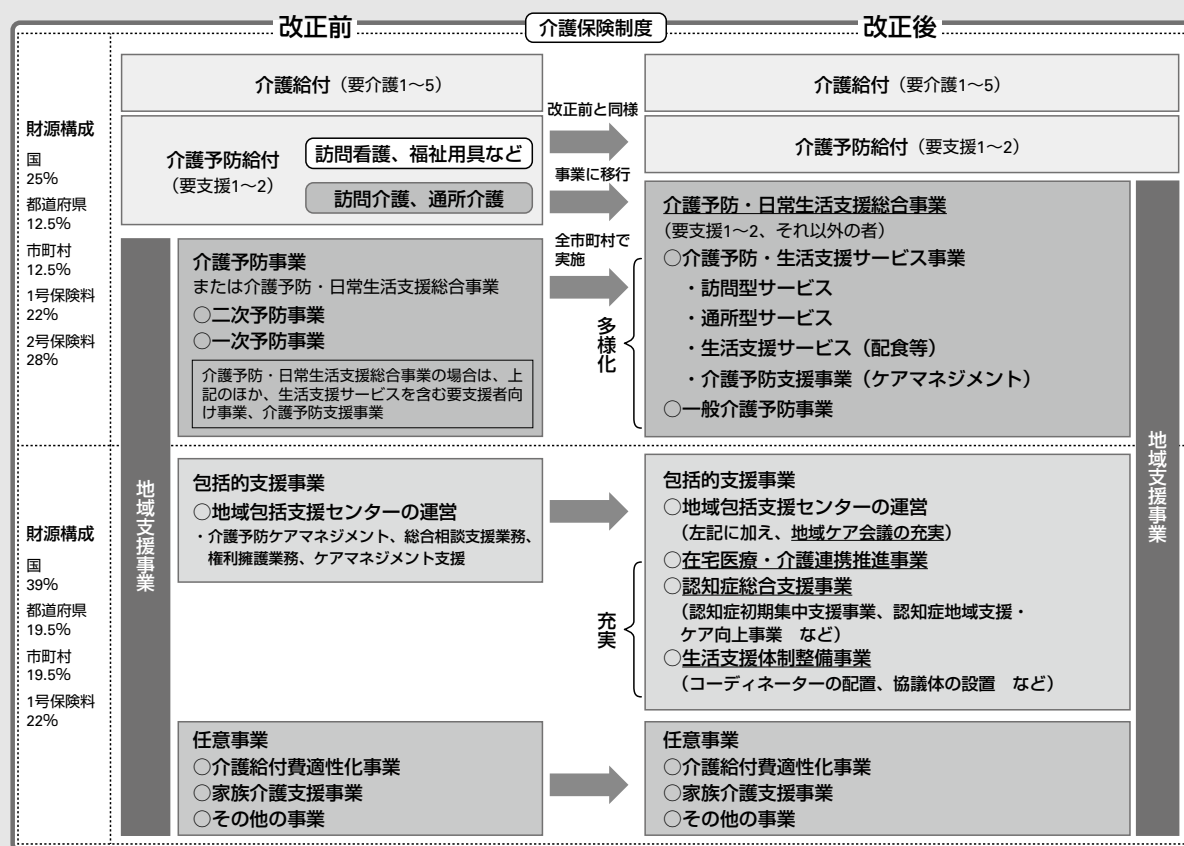 改正前
介護保険制度
改正後
財源構成
国
25%
都道府県
12.5%
市町村
12.5%
1号保険料
22%
2号保険料
28%
介護給付（要介護1～5）
介護予防給付
（要支援1～2）
訪問看護、福祉用具など
訪問介護、通所介護
改正前と同様
事業に移行
全市町村で
実施
介護給付（要介護1～5）
介護予防給付（要支援1～2）
地域支援事業
介護予防事業
または介護予防・日常生活支援総合事業
○二次予防事業
○一次予防事業
介護予防・日常生活支援総合事業の場合は、上
記のほか、生活支援サービスを含む要支援者向
け事業、介護予防支援事業
多様化
介護予防・日常生活支援総合事業
（要支援1～2、それ以外の者）
○介護予防・生活支援サービス事業
・訪問型サービス
・通所型サービス
・生活支援サービス（配食等）
・介護予防支援事業（ケアマネジメント）
○一般介護予防事業
地域支援事業
財源構成
国
39%
都道府県
19.5%
市町村
19.5%
1号保険料
22%
包括的支援事業
○地域包括支援センターの運営
・介護予防ケアマネジメント、総合相談支援業務、
権利擁護業務、ケアマネジメント支援
充実
包括的支援事業
○地域包括支援センターの運営
（左記に加え、地域ケア会議の充実）
○在宅医療・介護連携推進事業
○認知症総合支援事業
（認知症初期集中支援事業、認知症地域支援・
ケア向上事業　など）
○生活支援体制整備事業
（コーディネーターの配置、協議体の設置　など）
任意事業
○介護給付費適性化事業
○家族介護支援事業
○その他の事業
任意事業
○介護給付費適性化事業
○家族介護支援事業
○その他の事業